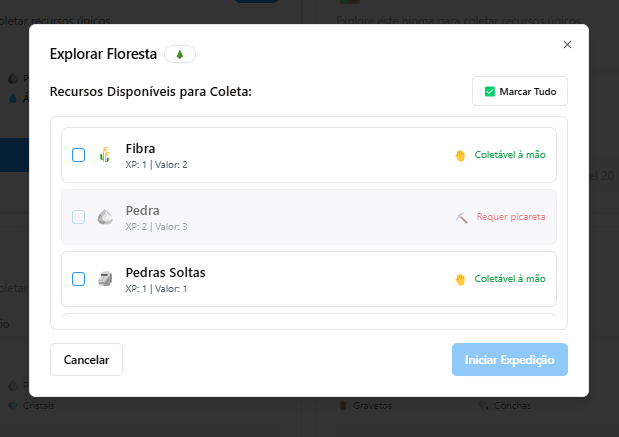 oletar recursos únicos
Explore este bioma para coletar recursos únicos
Explorar Floresta
Recursos Disponíveis para Coleta:
Marcar Tudo
Fibra
XP: 1 | Valor: 2
Coletável à mão
Pedra
XP: 2 | Valor: 3
Requer picareta
Pedras Soltas
XP: 1 | Valor: 1
Coletável à mão
Cancelar
Iniciar Expedição
Cristais
Gravetos
Conchas